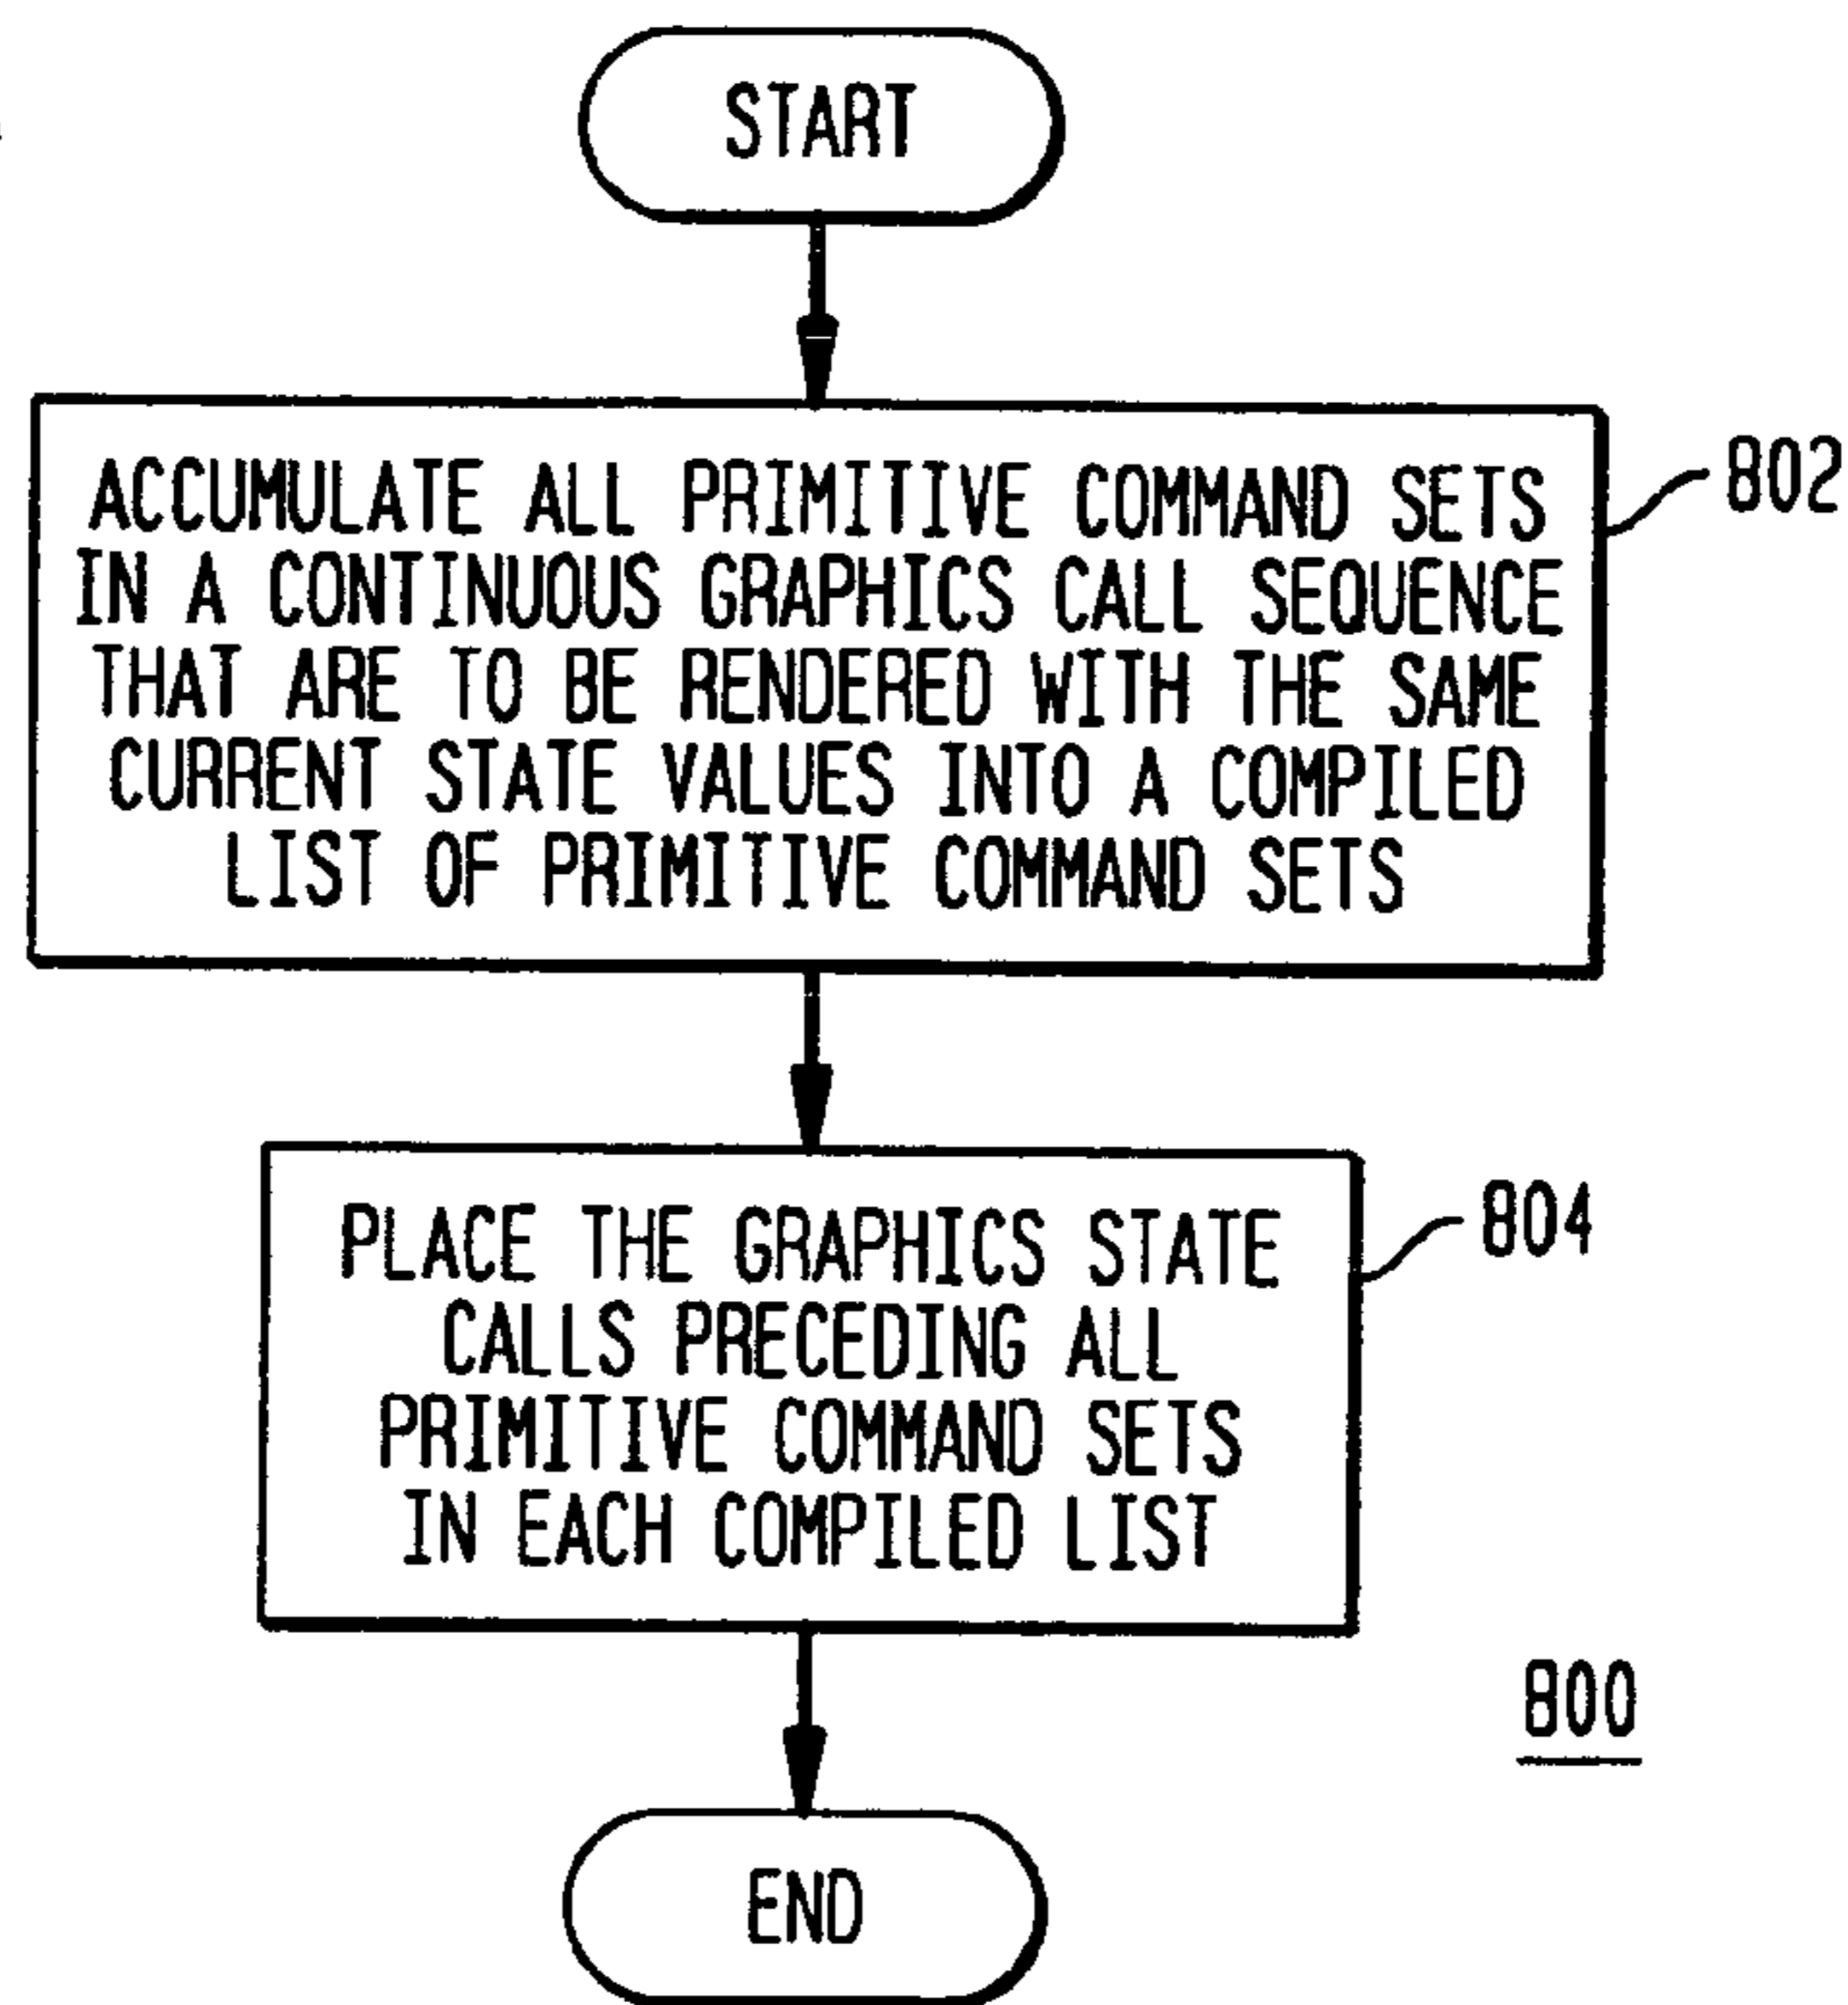 START
ACCUMULATE ALL PRIMITIVE COMMAND SETS
IN A CONTINUOUS GRAPHICS CALL SEQUENCE
THAT ARE TO BE RENDERED WITH THE SAME
CURRENT STATE VALUES INTO A COMPILED
LIST OF PRIMITIVE COMMAND SETS
802
PLACE THE GRAPHICS STATE
CALLS PRECEDING ALL
PRIMITIVE COMMAND SETS
IN EACH COMPILED LIST
804
800
END